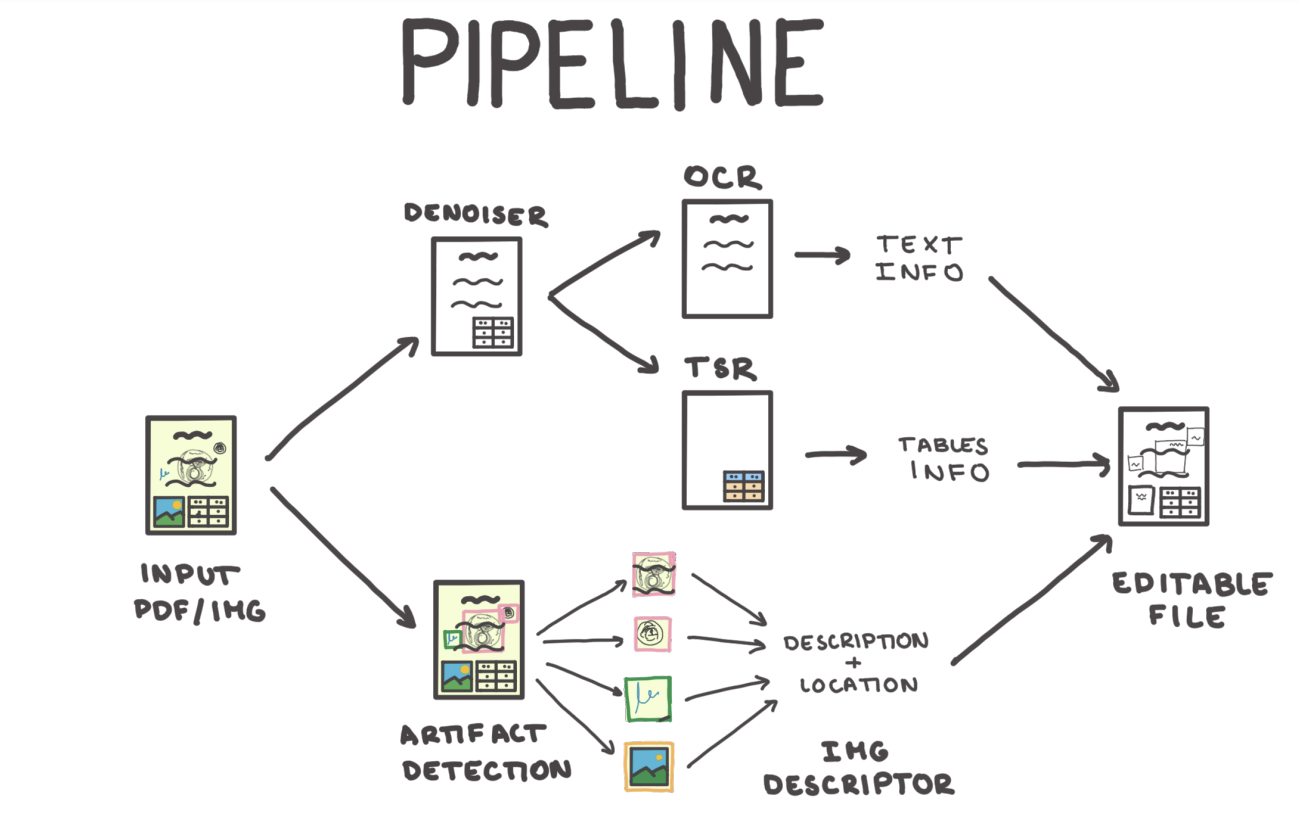 PIPELINE
OCR
DENOISER
TEXT
INFO
TSR
TABLES
INFO
INPUT
PDF/IMG
EDITABLE
FILE
DESCRIPTION
+
LOCATION
ARTIFACT
DETECTION
IMG
DESCRIPTOR